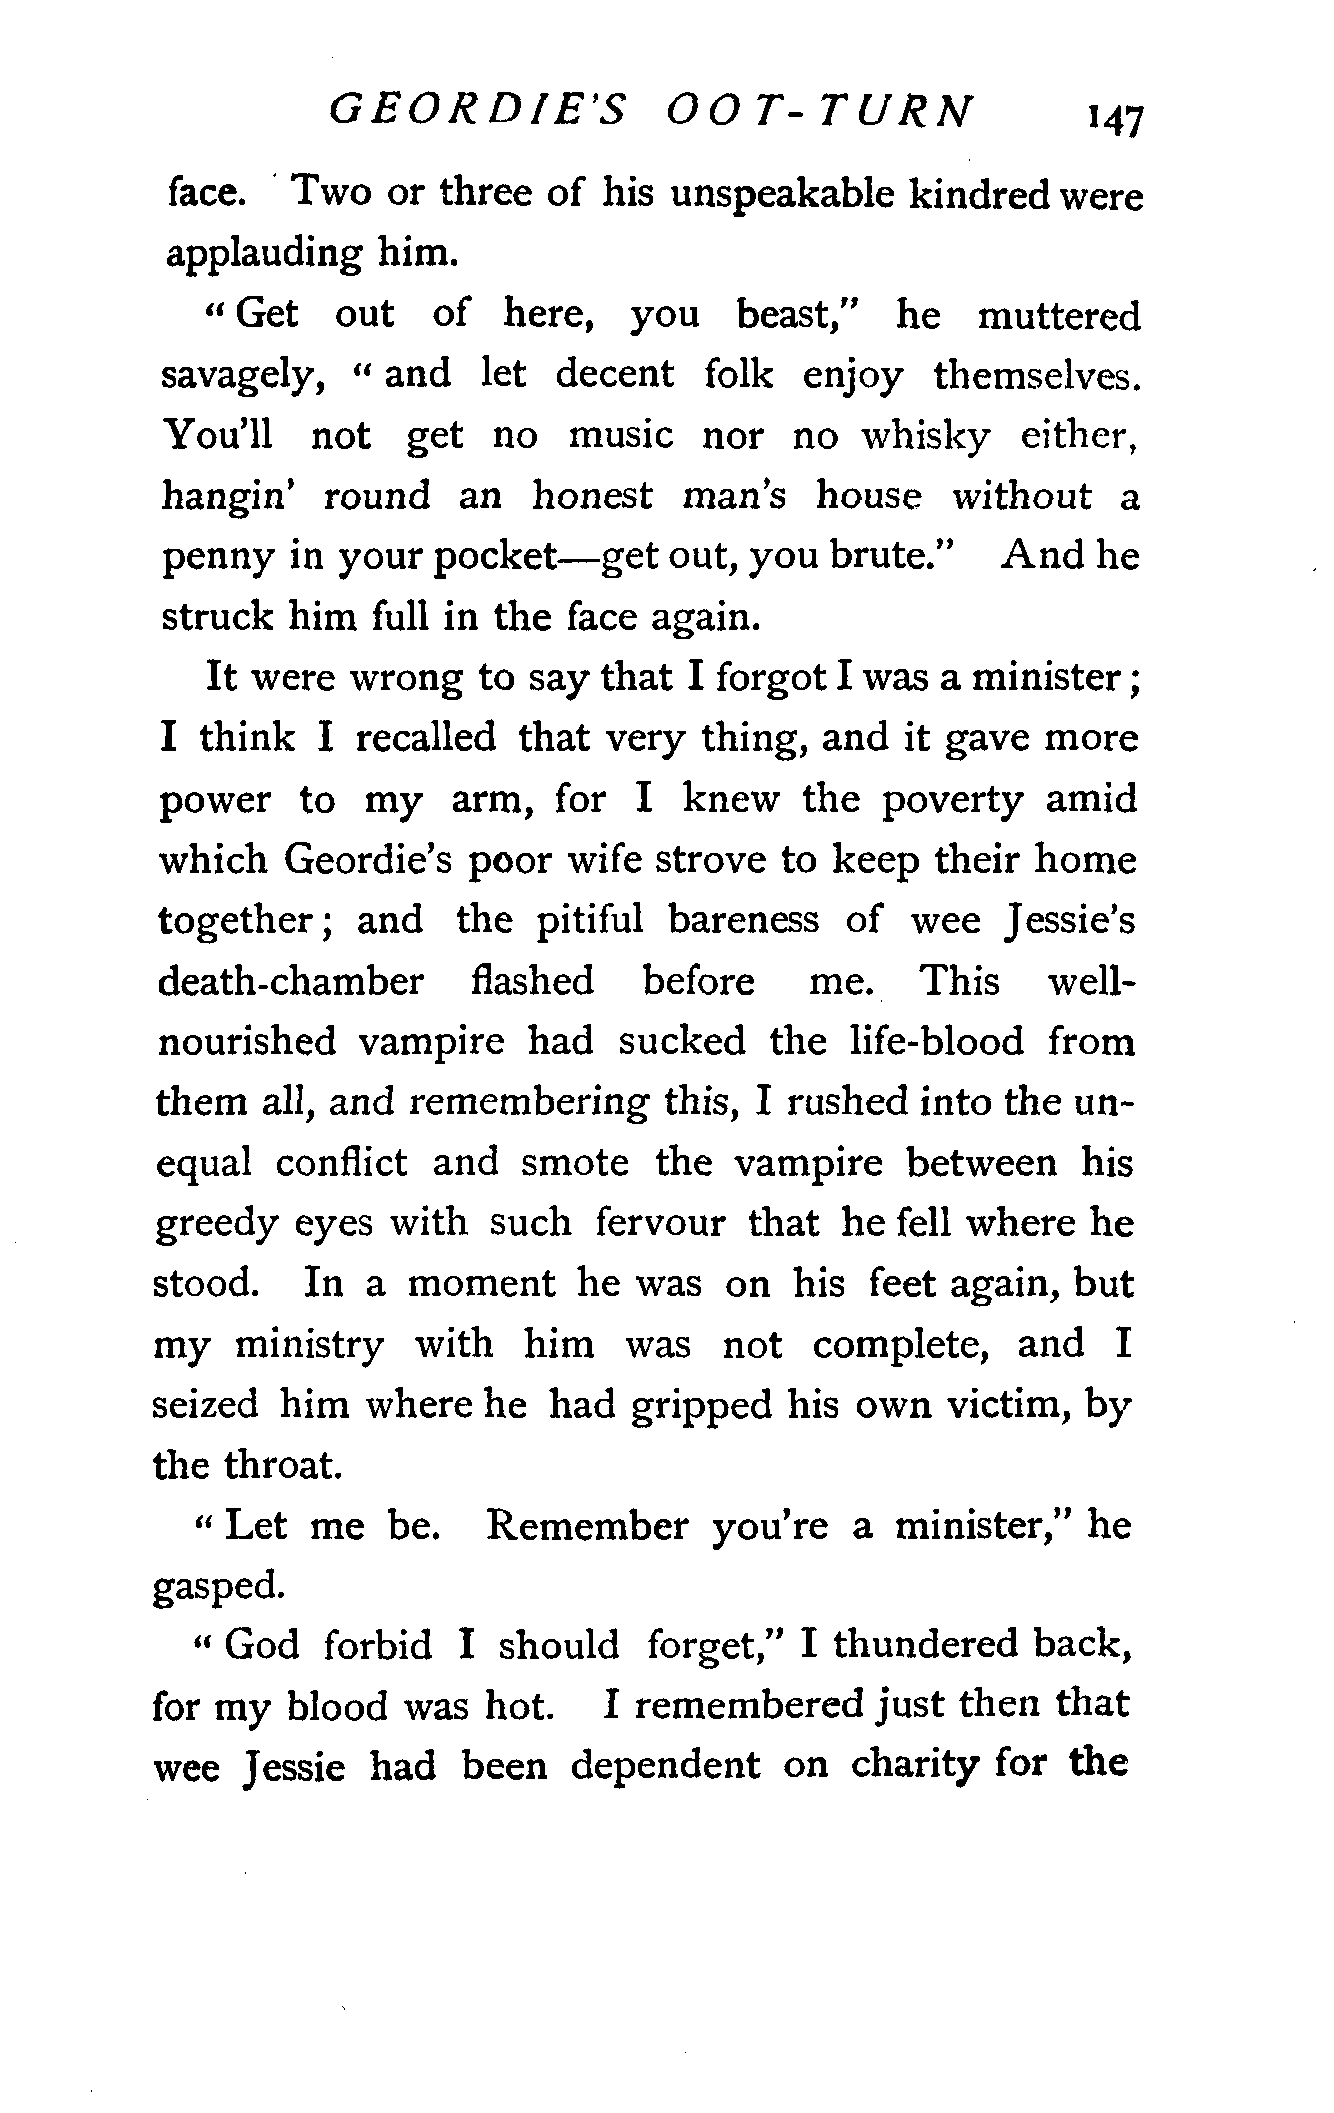 GEORDIE'S OOT-TURN 147
face. Two or three of his unspeakable kindred were
applauding him.
" Get out of here, you beast," he muttered
savagely, " and let decent folk enjoy themselves.
You'll not get no music nor no whisky either,
hangin' round an honest man's house without a
penny in your pocket—get out, you brute." And he
struck him full in the face again.
It were wrong to say that I forgot I was a minister ;
I think I recalled that very thing, and it gave more
power to my arm, for I knew the poverty amid
which Geordie's poor wife strove to keep their home
together ; and the pitiful bareness of wee Jessie's
death-chamber flashed before me. This well-
nourished vampire had sucked the life-blood from
them all, and remembering this, I rushed into the un-
equal conflict and smote the vampire between his
greedy eyes with such fervour that he fell where he
stood. In a moment he was on his feet again, but
my ministry with him was not complete, and I
seized him where he had gripped his own victim, by
the throat.
" Let me be. Remember you're a minister," he
gasped.
" God forbid I should forget," I thundered back,
for my blood was hot. I remembered just then that
wee Jessie had been dependent on charity for the